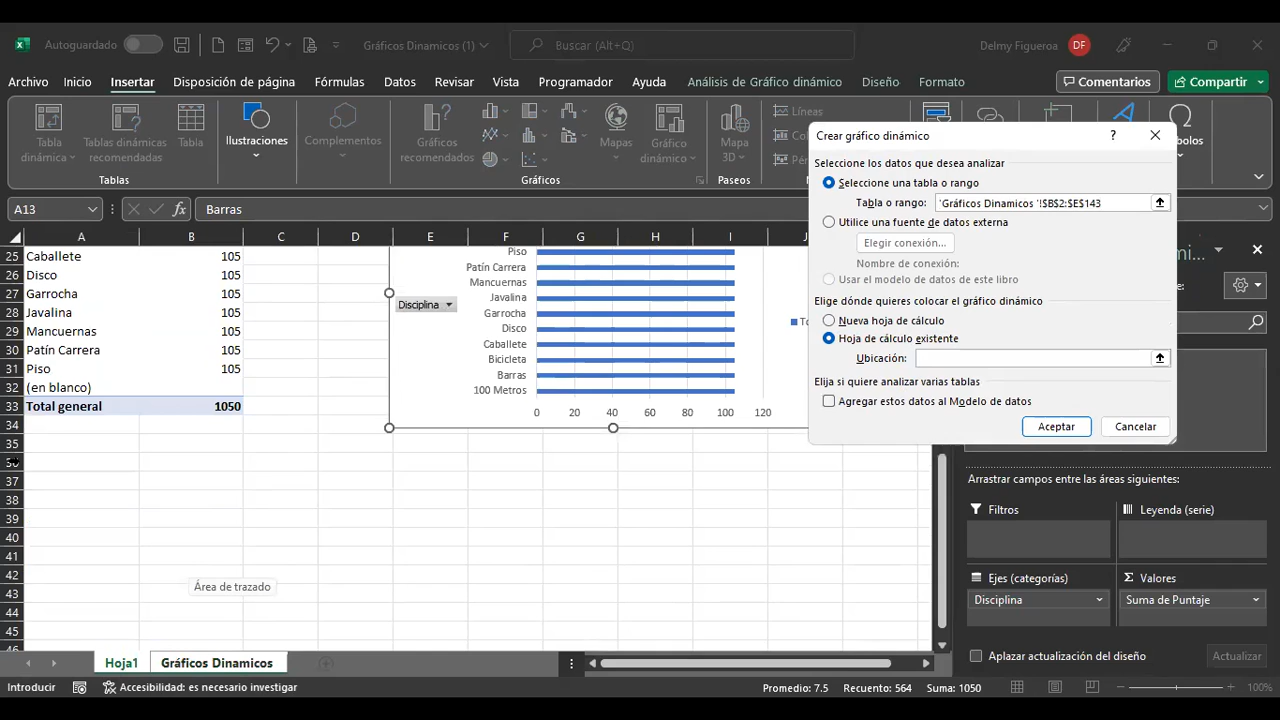 Autoguardado
Gráficos Dinamicos (1)
Buscar (Alt+Q)
Delmy Figueroa
DF
Archivo Inicio Insertar Disposición de página Fórmulas Datos Revisar Vista Programador Ayuda Análisis de Gráfico dinámico Diseño Formato
Comentarios
Compartir
Tabla dinámica
Tablas dinámicas recomendadas
Tabla
Ilustraciones
Complementos
Gráficos recomendados
Mapas
Gráfico dinámico
Mapa 3D
Líneas
Tablas
Gráficos
Paseos
A13
fx
Barras
A B C D E F G H I
25 Caballete 105
26 Disco 105
27 Garrocha 105
28 Javalina 105
29 Mancuernas 105
30 Patín Carrera 105
31 Piso 105
32 (en blanco)
33 Total general 1050
34
35
36
37
38
39
40
41
42
43
44
45
Disciplina
Piso
Patín Carrera
Mancuernas
Javalina
Garrocha
Disco
Caballete
Bicicleta
Barras
100 Metros
0 20 40 60 80 100 120
Área de trazado
Crear gráfico dinámico
?
Seleccione los datos que desea analizar
Seleccione una tabla o rango
Tabla o rango: 'Gráficos Dinamicos '!$B$2:$E$143
Utilice una fuente de datos externa
Elegir conexión...
Nombre de conexión:
Usar el modelo de datos de este libro
Elige dónde quieres colocar el gráfico dinámico
Nueva hoja de cálculo
Hoja de cálculo existente
Ubicación:
Elija si quiere analizar varias tablas
Agregar estos datos al Modelo de datos
Aceptar
Cancelar
Arrastrar campos entre las áreas siguientes:
Filtros
Leyenda (serie)
Ejes (categorías)
Σ Valores
Disciplina
Suma de Puntaje
Aplazar actualización del diseño
Actualizar
Hoja1
Gráficos Dinamicos
Introducir
Accesibilidad: es necesario investigar
Promedio: 7.5 Recuento: 564 Suma: 1050
100%